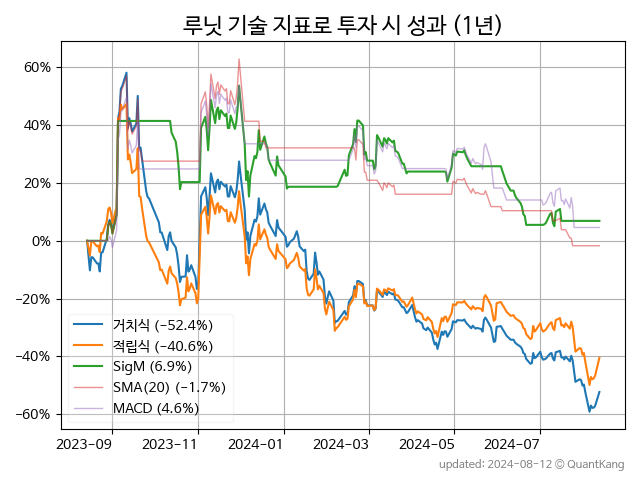 루닛 기술 지표로 투자 시 성과 (1년)
60%
40%
20%
0%
−20%
−40%
−60%
거치식 (−52.4%)
적립식 (−40.6%)
SigM (6.9%)
SMA(20) (−1.7%)
MACD (4.6%)
2023-09
2023-11
2024-01
2024-03
2024-05
2024-07
updated: 2024-08-12 © QuantKang